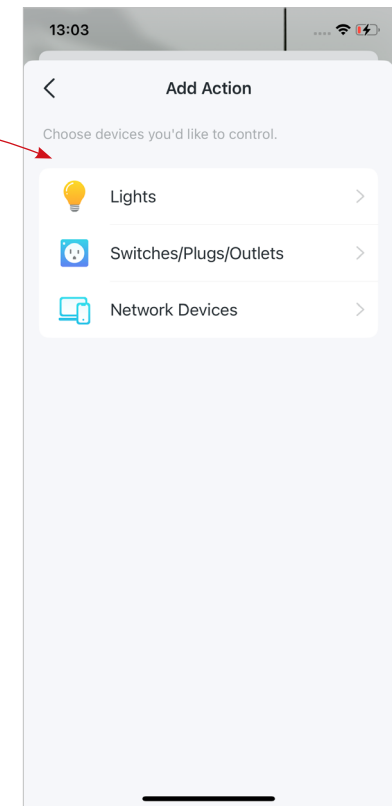 13:03
Add Action
Choose devices you'd like to control.
Lights
Switches/Plugs/Outlets
Network Devices